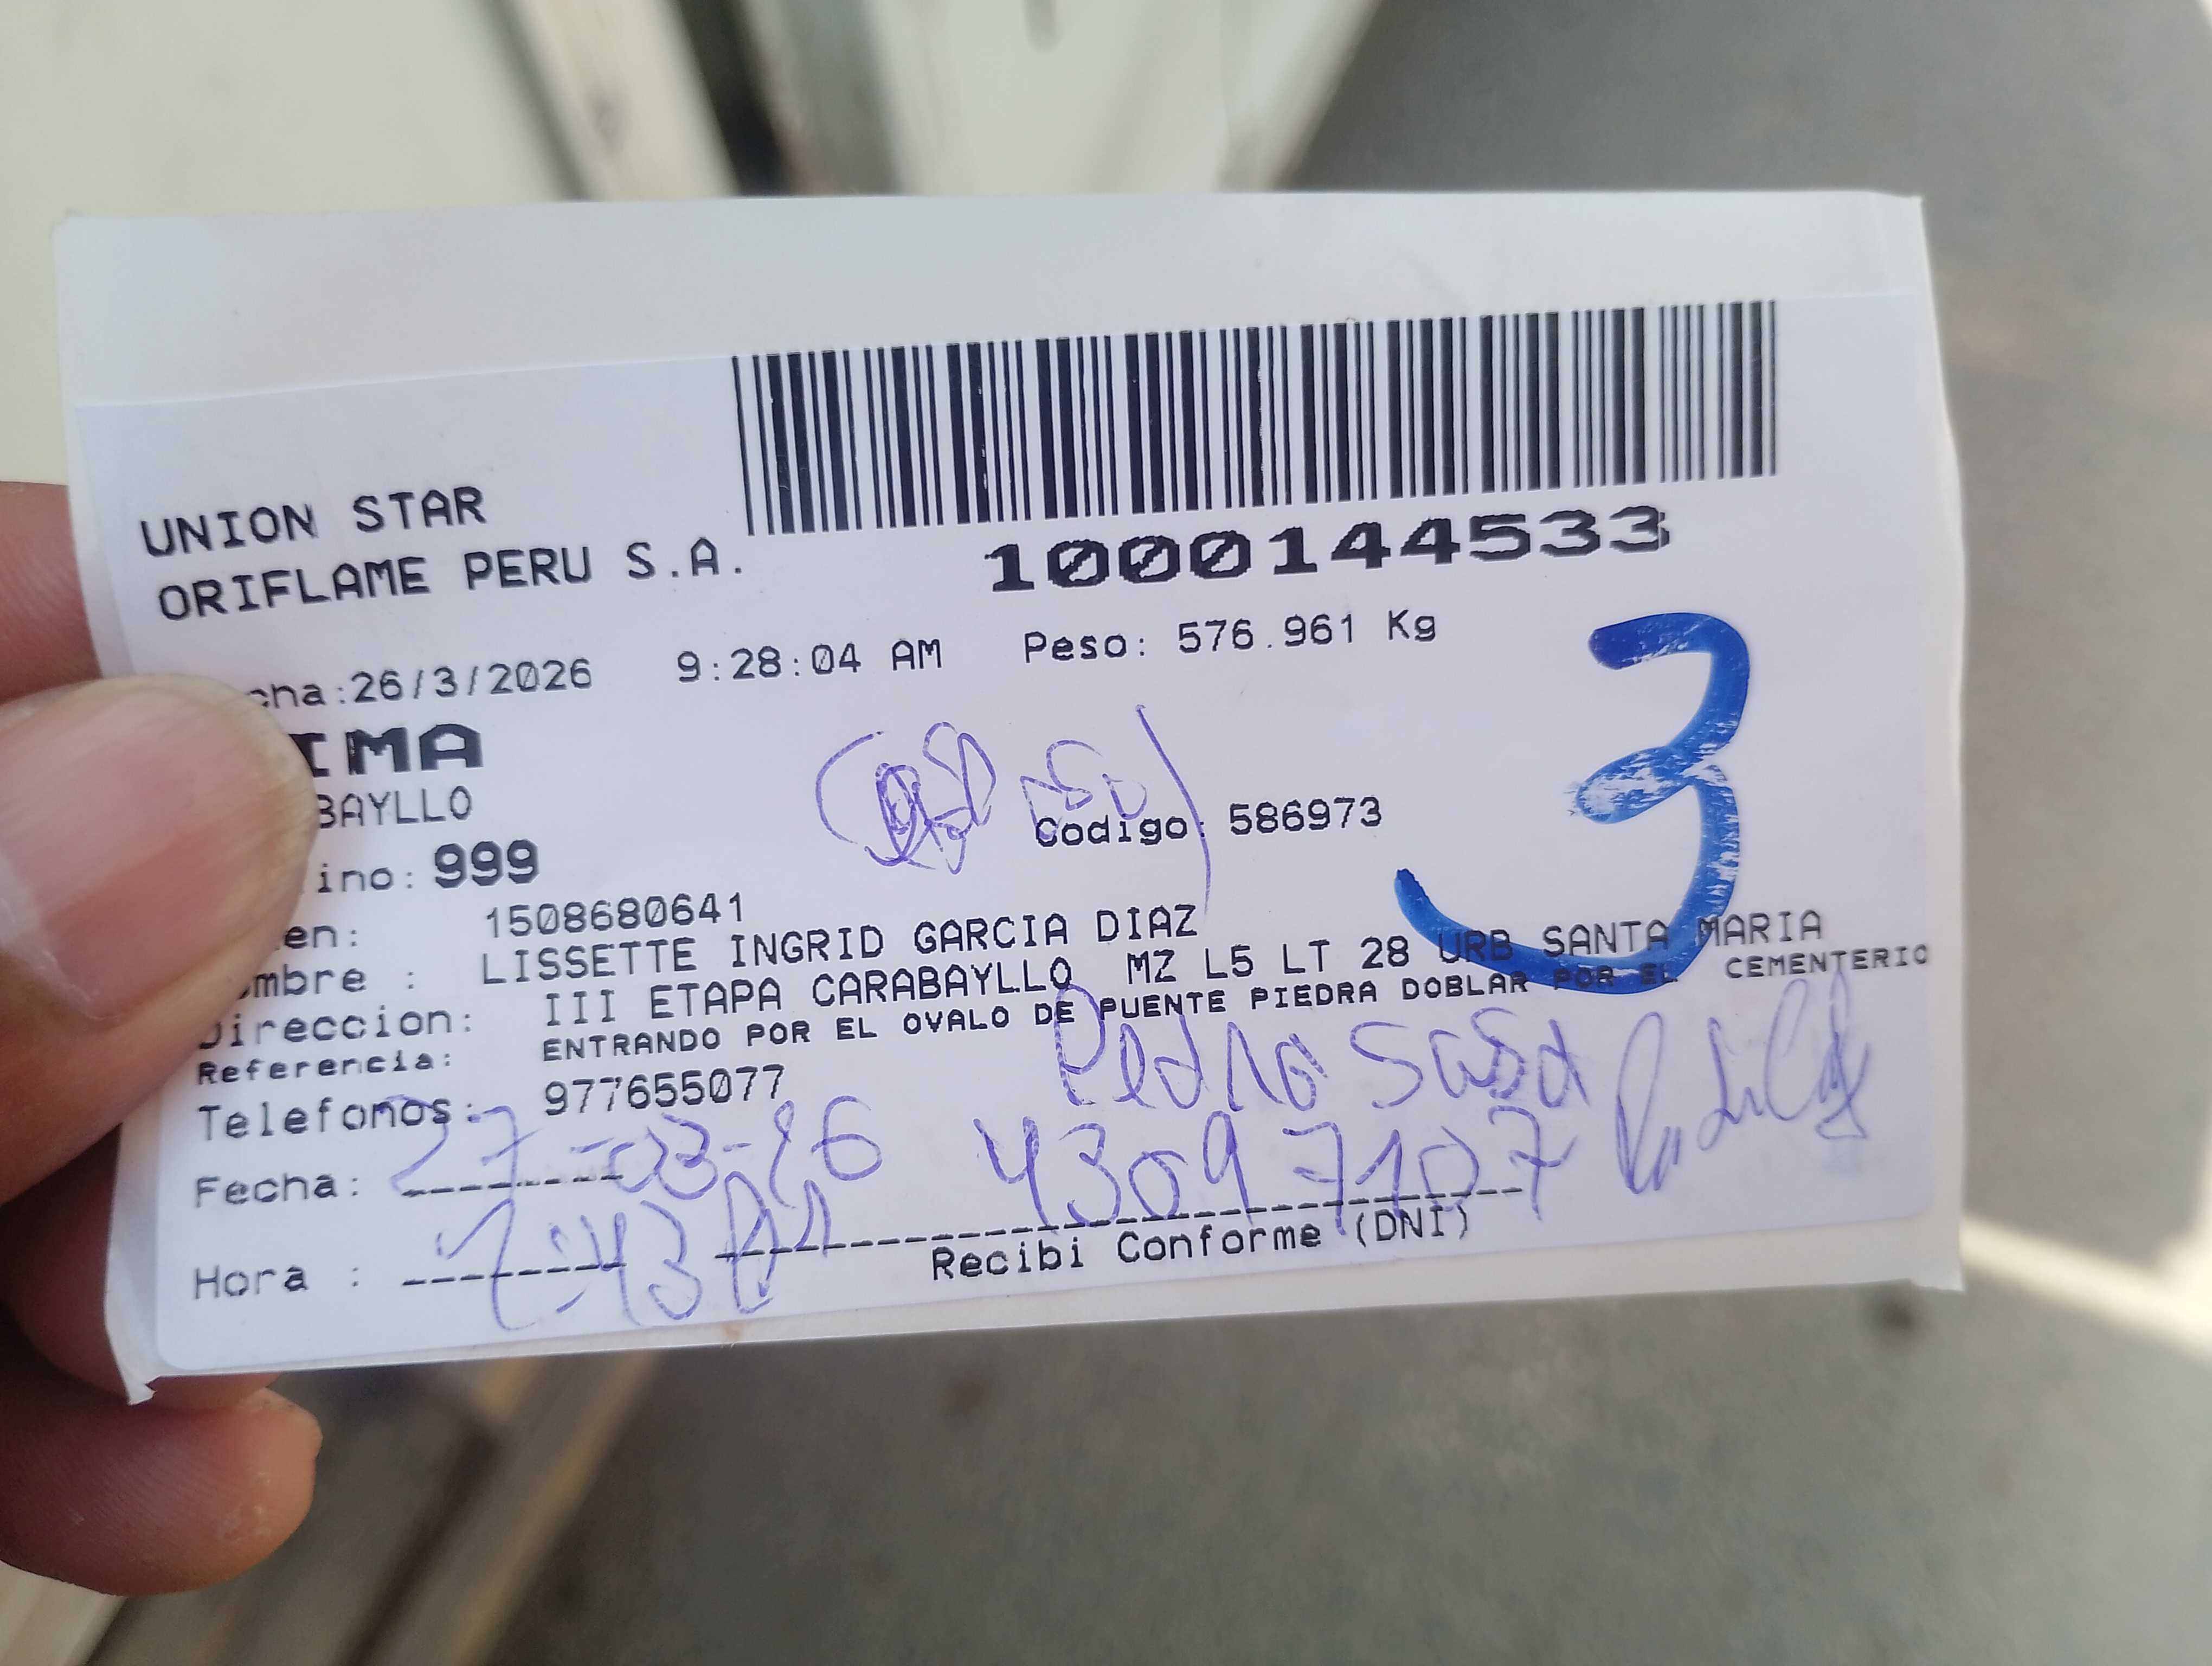 UNION STAR
ORIFLAME PERU S.A.
1000144533
cha:26/3/2026 9:28:04 AM Peso: 576.961 Kg
IMA
BAYLLO
Codigo: 586973
3
ino: 999
en: 1508680641
mbre : LISSETTE INGRID GARCIA DIAZ
Direccion: III ETAPA CARABAYLLO MZ L5 LT 28 URB SANTA MARIA
Referencia: ENTRANDO POR EL OVALO DE PUENTE PIEDRA DOBLAR POR EL CEMENTERIO
Telefonos: 977655077
Pedro Sosa
Fecha: 27-03-26 43097107
Hora : 43
Recibi Conforme (DNI)